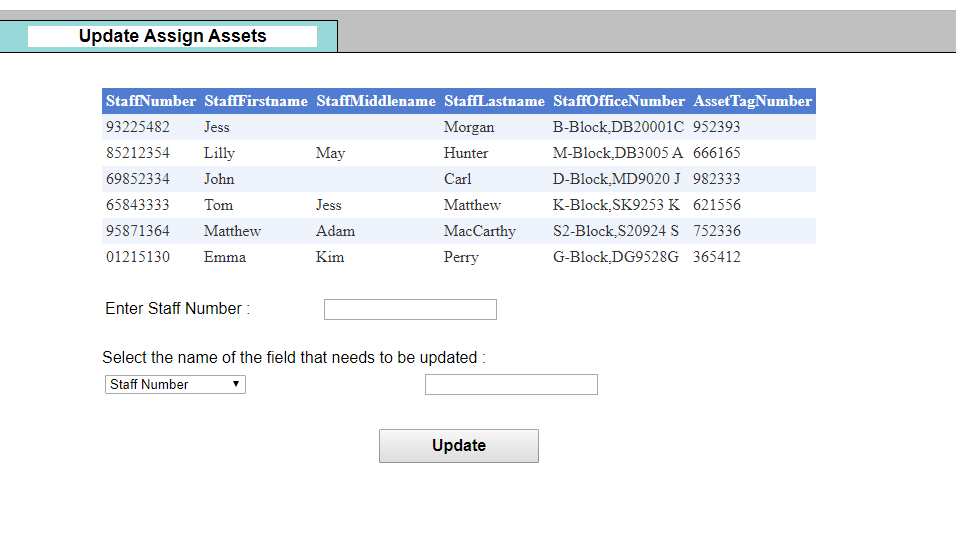 Update Assign Assets
StaffNumber StaffFirstname StaffMiddlename StaffLastname StaffOfficeNumber AssetTagNumber
93225482 Jess Morgan B-Block,DB20001C 952393
85212354 Lilly May Hunter M-Block,DB3005 A 666165
69852334 John Carl D-Block,MD9020 J 982333
65843333 Tom Jess Matthew K-Block,SK9253 K 621556
95871364 Matthew Adam MacCarthy S2-Block,S20924 S 752336
01215130 Emma Kim Perry G-Block,DG9528G 365412
Enter Staff Number :
Select the name of the field that needs to be updated :
Staff Number
Update